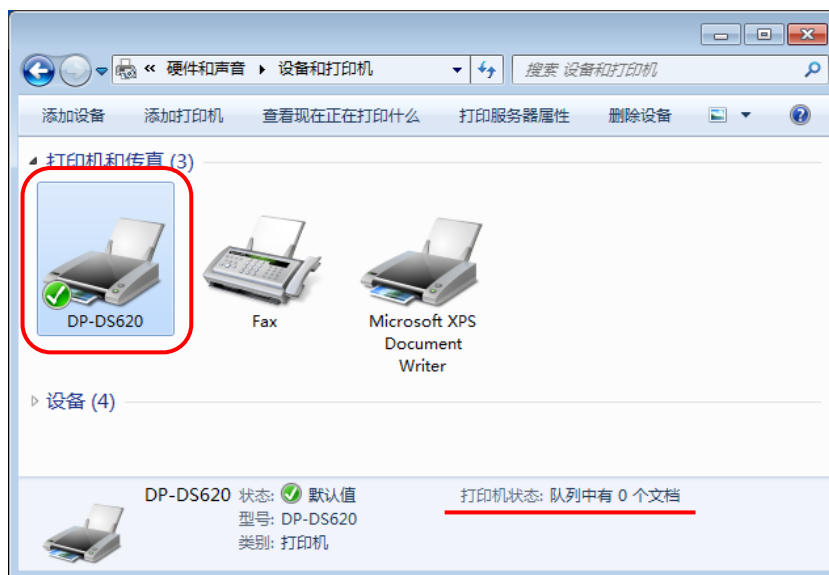 « 硬件和声音 ▸ 设备和打印机
搜索 设备和打印机
添加设备 添加打印机 查看现在正在打印什么 打印服务器属性 删除设备
打印机和传真 (3)
DP-DS620
Fax
Microsoft XPS
Document
Writer
设备 (4)
DP-DS620 状态: 默认值 打印机状态: 队列中有 0 个文档
型号: DP-DS620
类别: 打印机